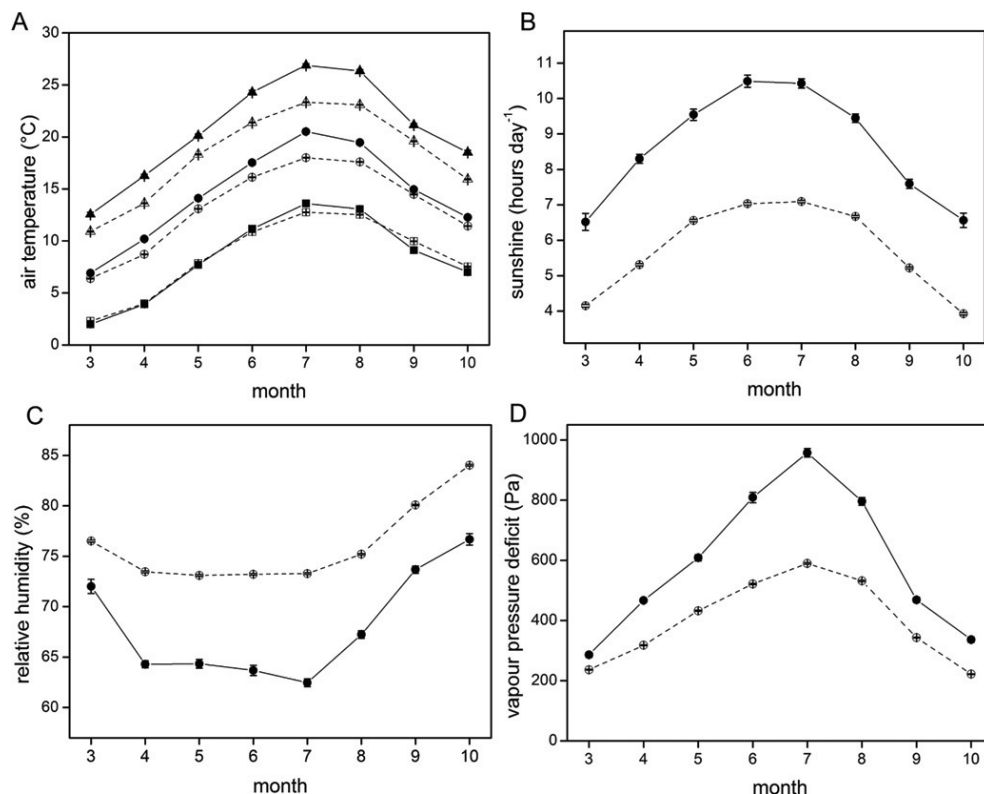 A
air temperature (°C)
30
25
20
15
10
5
0
3 4 5 6 7 8 9 10
month
B
sunshine (hours day-1)
11
10
9
8
7
6
5
4
3 4 5 6 7 8 9 10
month
C
relative humidity (%)
85
80
75
70
65
60
3 4 5 6 7 8 9 10
month
D
vapour pressure deficit (Pa)
1000
800
600
400
200
0
3 4 5 6 7 8 9 10
month